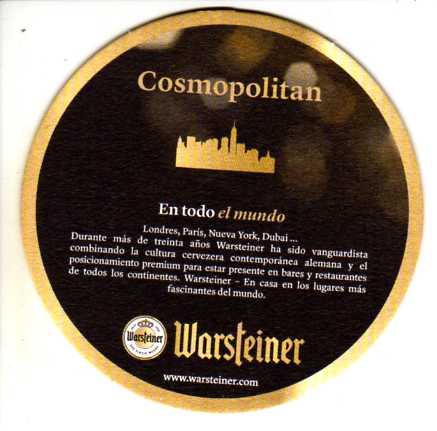 Cosmopolitan
En todo el mundo
Londres, París, Nueva York, Dubai ...
Durante más de treinta años Warsteiner ha sido vanguardista
combinando la cultura cervezera contemporánea alemana y el
posicionamiento premium para estar presente en bares y restaurantes
de todos los continentes. Warsteiner – En casa en los lugares más
fascinantes del mundo.
Warsteiner
Warsteiner
www.warsteiner.com